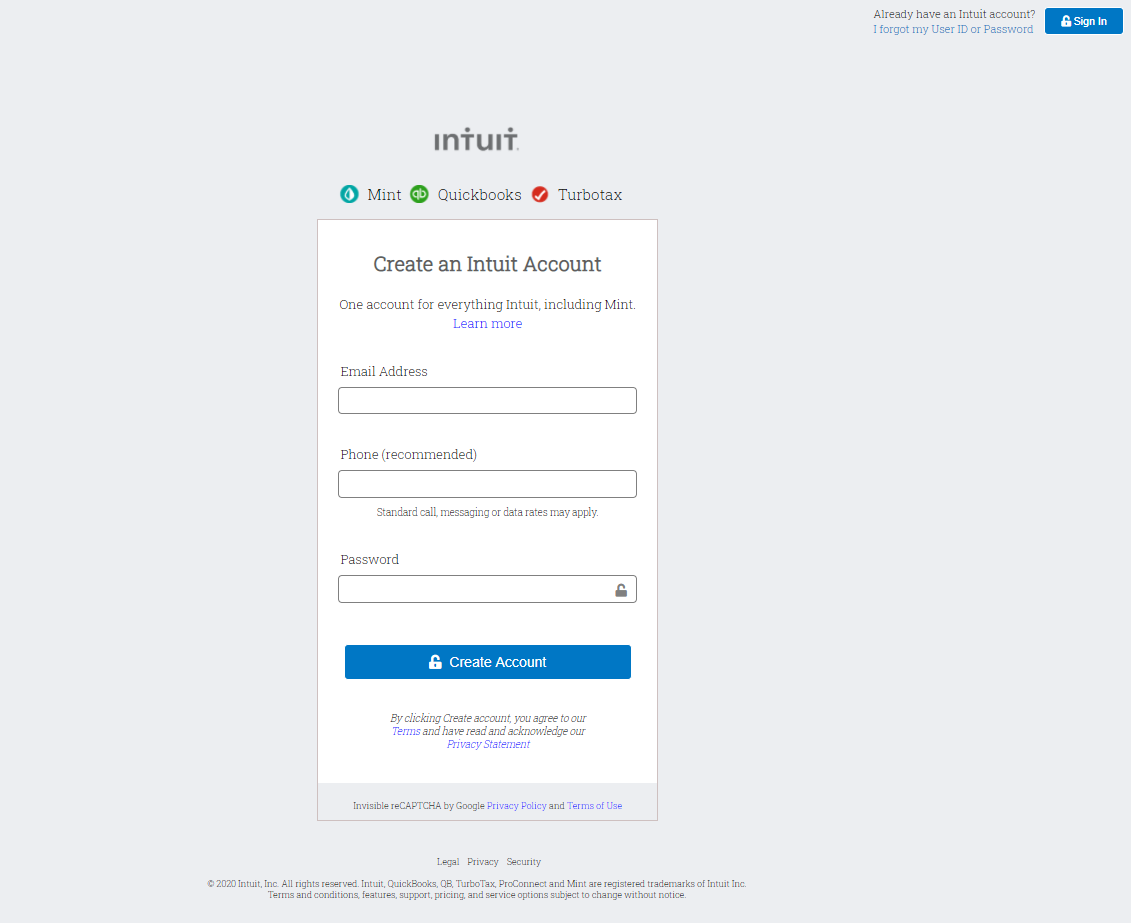 Already have an Intuit account?
I forgot my User ID or Password
Sign In
intuit
Mint Quickbooks Turbotax
Create an Intuit Account
One account for everything Intuit, including Mint.
Learn more
Email Address
Phone (recommended)
Standard call, messaging or data rates may apply.
Password
Create Account
By clicking Create account, you agree to our
Terms and have read and acknowledge our
Privacy Statement
Invisible reCAPTCHA by Google Privacy Policy and Terms of Use
Legal Privacy Security
© 2020 Intuit, Inc. All rights reserved. Intuit, QuickBooks, QB, TurboTax, ProConnect and Mint are registered trademarks of Intuit Inc.
Terms and conditions, features, support, pricing, and service options subject to change without notice.